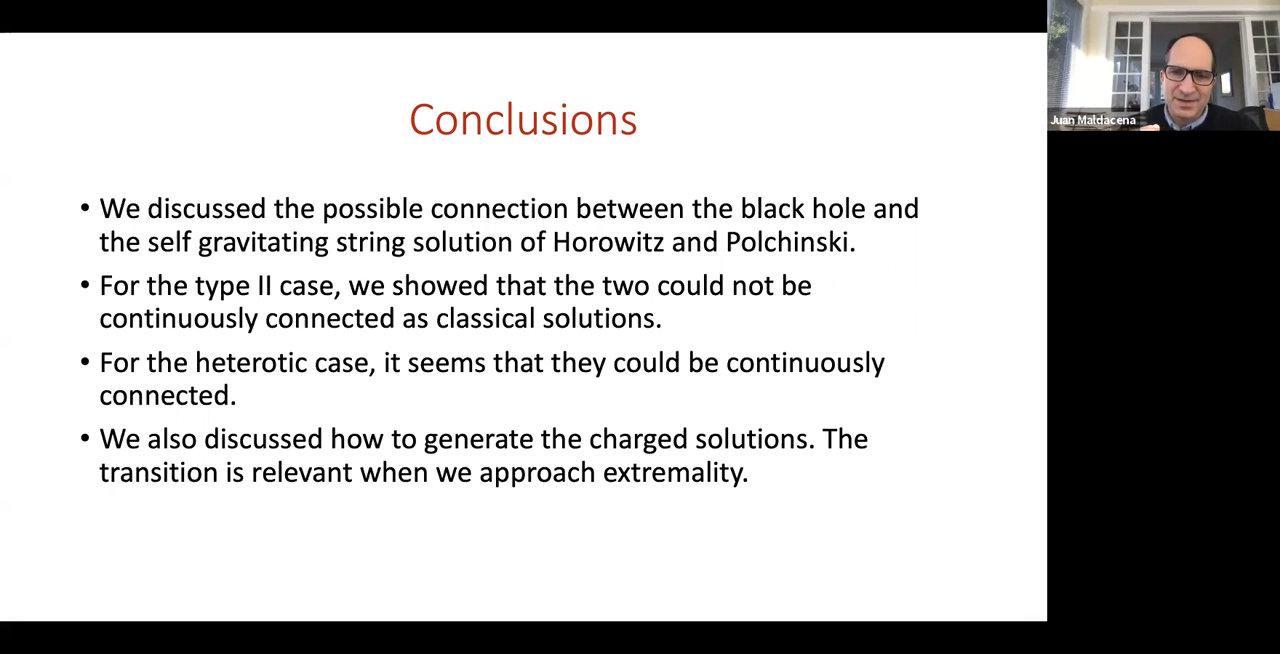 Conclusions
• We discussed the possible connection between the black hole and
the self gravitating string solution of Horowitz and Polchinski.
• For the type II case, we showed that the two could not be
continuously connected as classical solutions.
• For the heterotic case, it seems that they could be continuously
connected.
• We also discussed how to generate the charged solutions. The
transition is relevant when we approach extremality.
Juan Maldacena